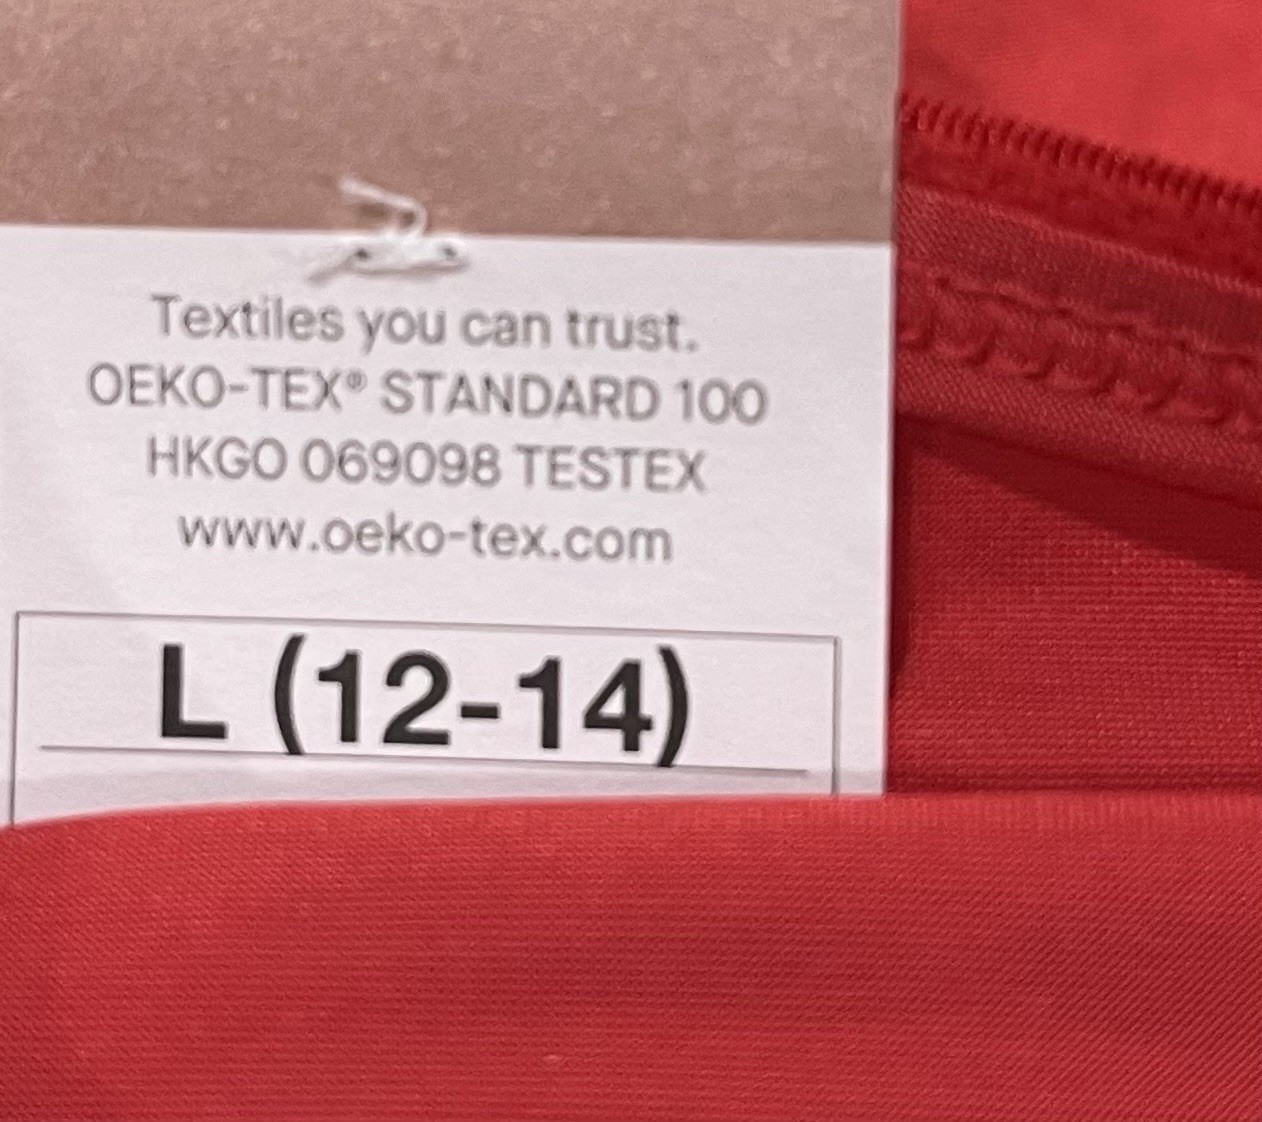 Textiles you can trust.
OEKO-TEX® STANDARD 100
HKGO 069098 TESTEX
www.oeko-tex.com
L (12-14)